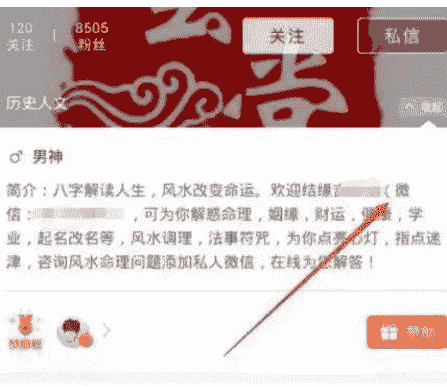 120
关注
8505
粉丝
关注
私信
历史人文
♂ 男神
简介：八字解读人生，风水改变命运。欢迎结缘（微
信：，可为你解惑命理，姻缘，财运，学
业，起名改名等，风水调理，法事符咒，为你点亮心灯，指点迷
津，咨询风水命理问题添加私人微信，在线为您解答！
赞助